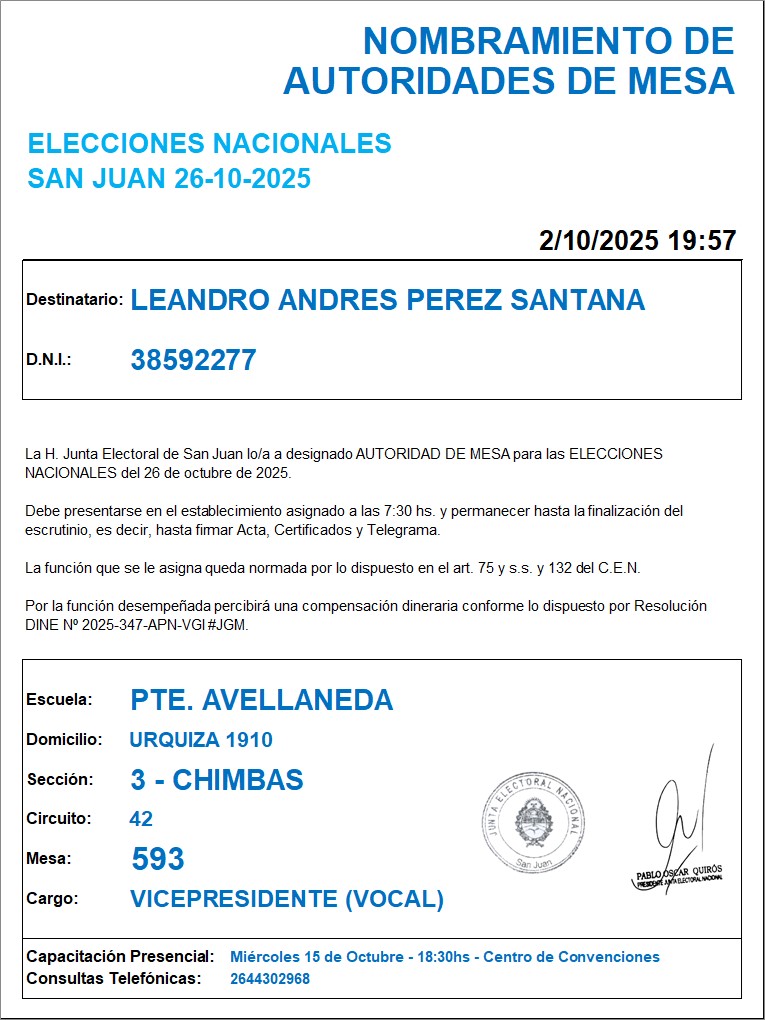 NOMBRAMIENTO DE
AUTORIDADES DE MESA
ELECCIONES NACIONALES
SAN JUAN 26-10-2025
2/10/2025 19:57
Destinatario: LEANDRO ANDRES PEREZ SANTANA
D.N.I.: 38592277
La H. Junta Electoral de San Juan lo/a a designado AUTORIDAD DE MESA para las ELECCIONES
NACIONALES del 26 de octubre de 2025.
Debe presentarse en el establecimiento asignado a las 7:30 hs. y permanecer hasta la finalización del
escrutinio, es decir, hasta firmar Acta, Certificados y Telegrama.
La función que se le asigna queda normada por lo dispuesto en el art. 75 y s.s. y 132 del C.E.N.
Por la función desempeñada percibirá una compensación dineraria conforme lo dispuesto por Resolución
DINE Nº 2025-347-APN-VGI#JGM.
Escuela: PTE. AVELLANEDA
Domicilio: URQUIZA 1910
Sección: 3 - CHIMBAS
Circuito: 42
Mesa: 593
Cargo: VICEPRESIDENTE (VOCAL)
JUNTA ELECTORAL NACIONAL
San Juan
PABLO OSCAR QUIRÓS
PRESIDENTE JUNTA ELECTORAL NACIONAL
Capacitación Presencial: Miércoles 15 de Octubre - 18:30hs - Centro de Convenciones
Consultas Telefónicas: 2644302968